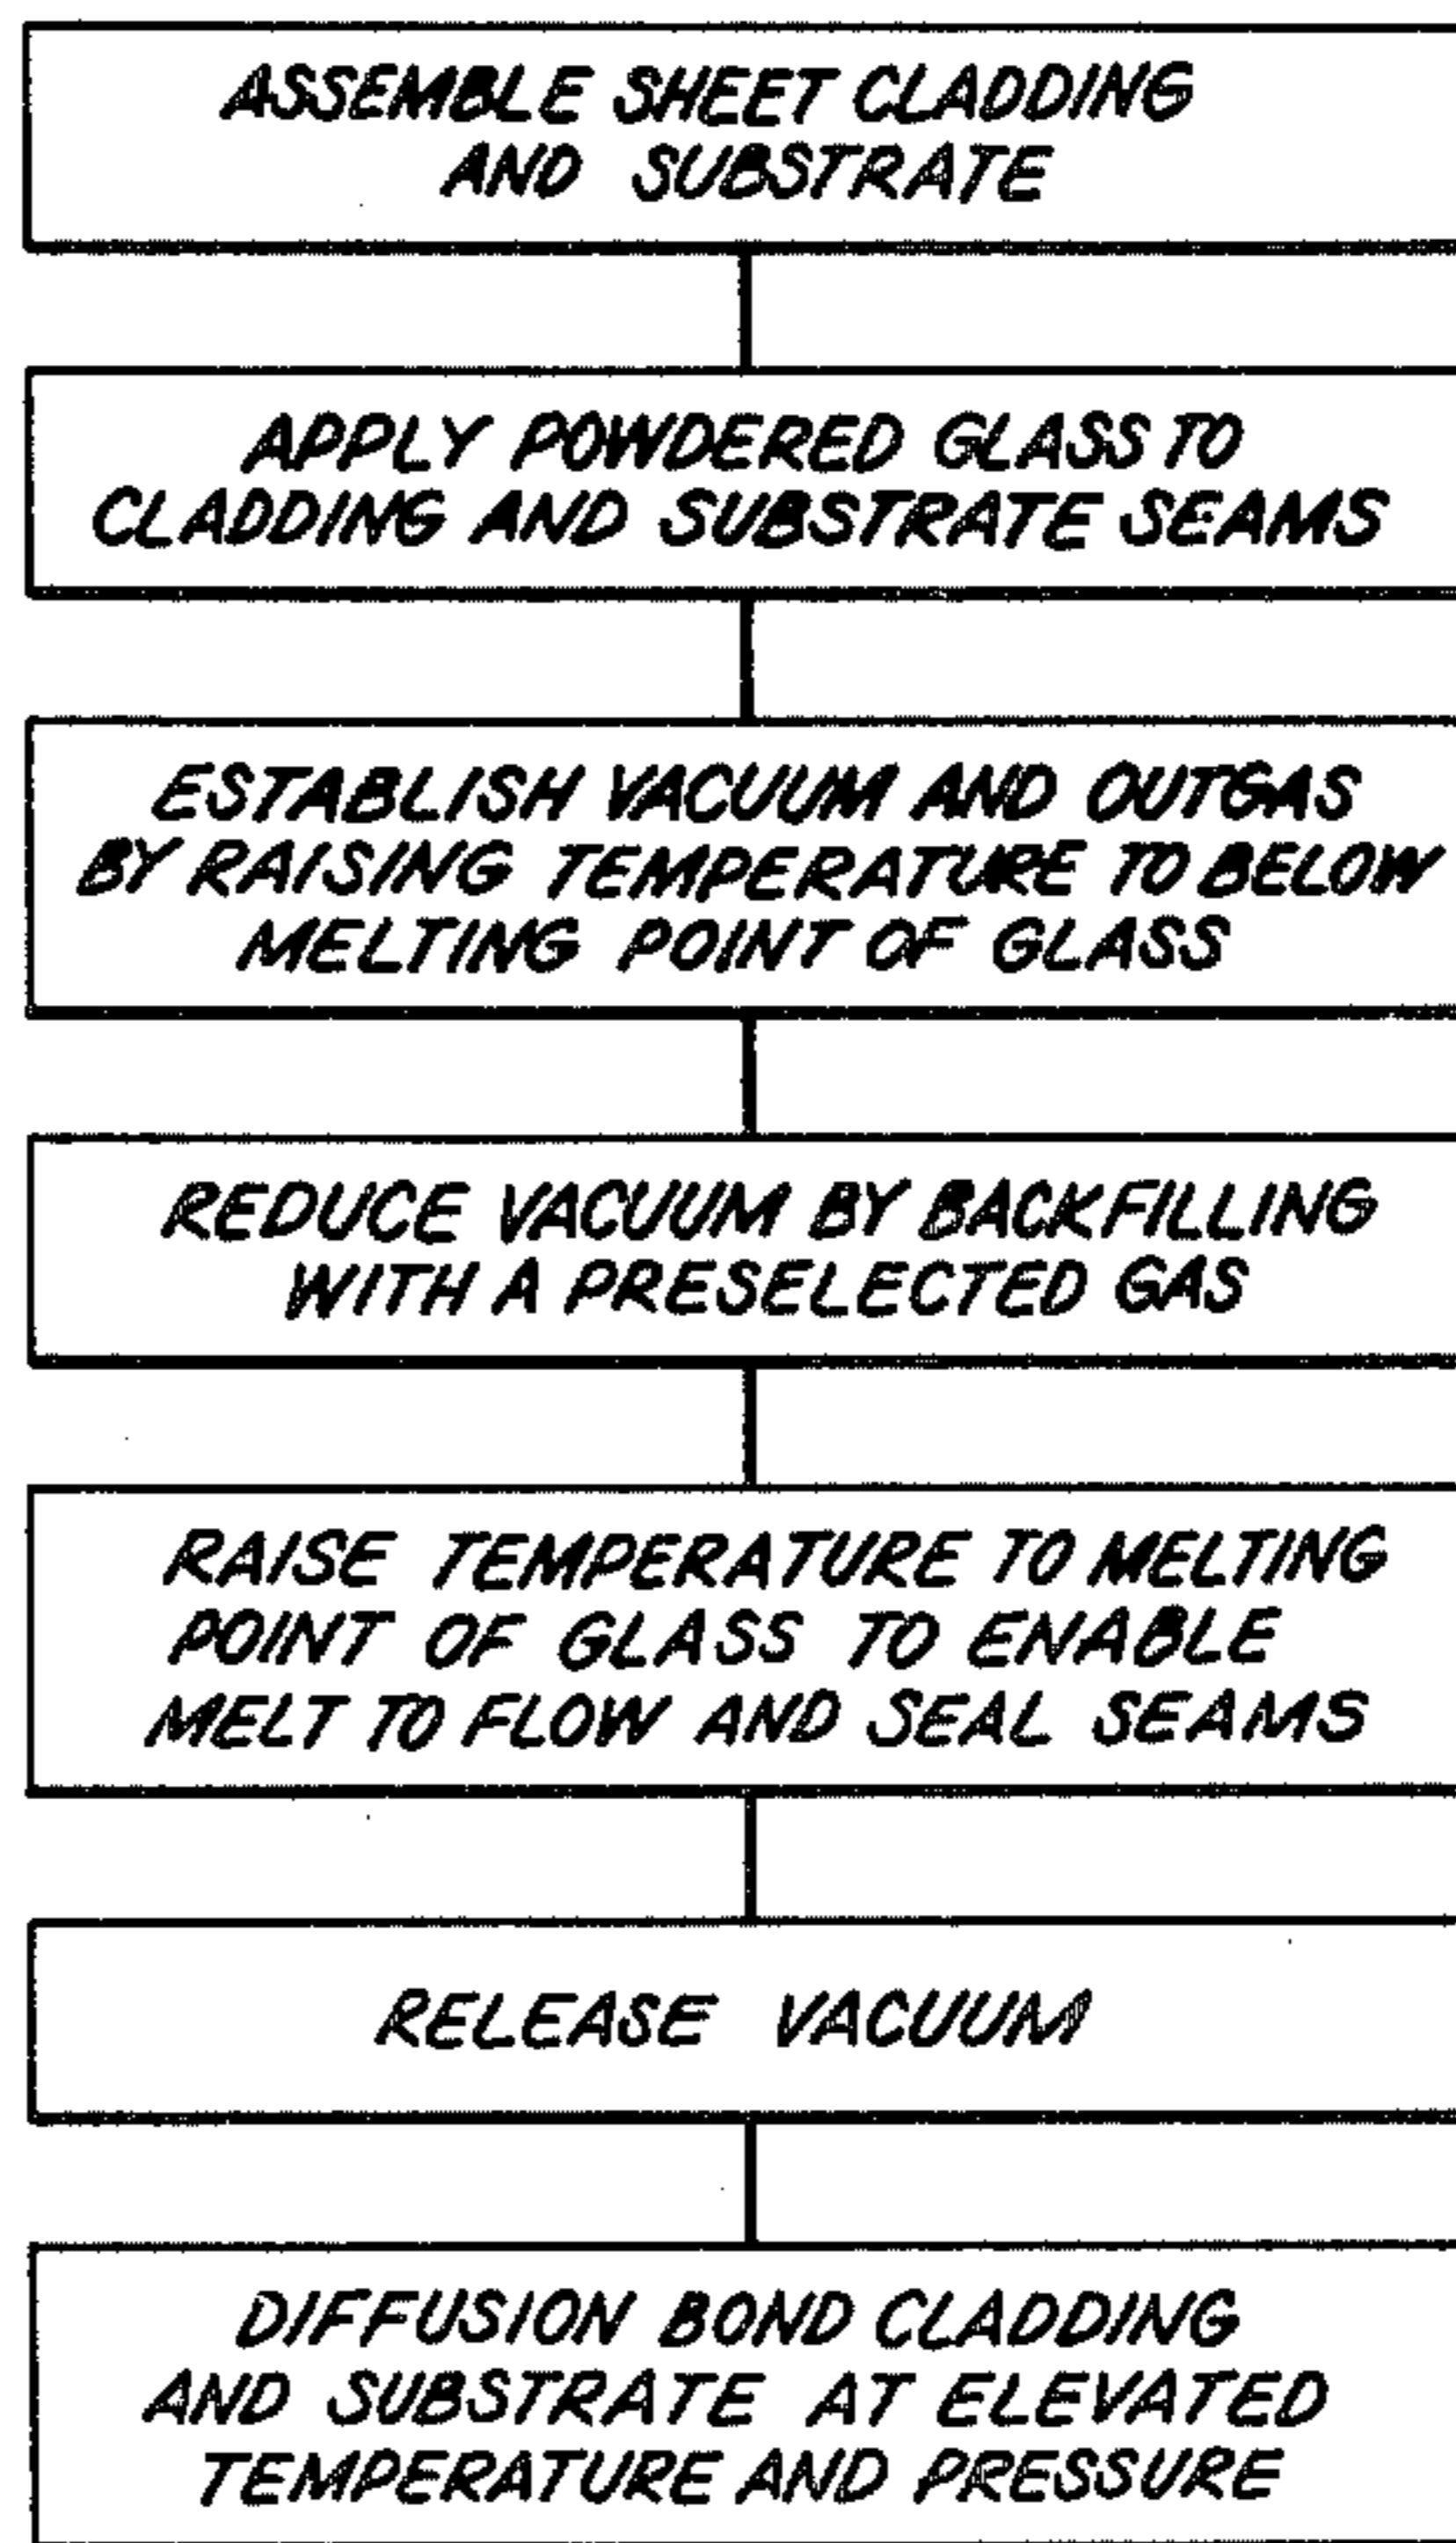 ASSEMBLE SHEET CLADDING
AND SUBSTRATE
APPLY POWDERED GLASS TO
CLADDING AND SUBSTRATE SEAMS
ESTABLISH VACUUM AND OUTGAS
BY RAISING TEMPERATURE TO BELOW
MELTING POINT OF GLASS
REDUCE VACUUM BY BACKFILLING
WITH A PRESELECTED GAS
RAISE TEMPERATURE TO MELTING
POINT OF GLASS TO ENABLE
MELT TO FLOW AND SEAL SEAMS
RELEASE VACUUM
DIFFUSION BOND CLADDING
AND SUBSTRATE AT ELEVATED
TEMPERATURE AND PRESSURE